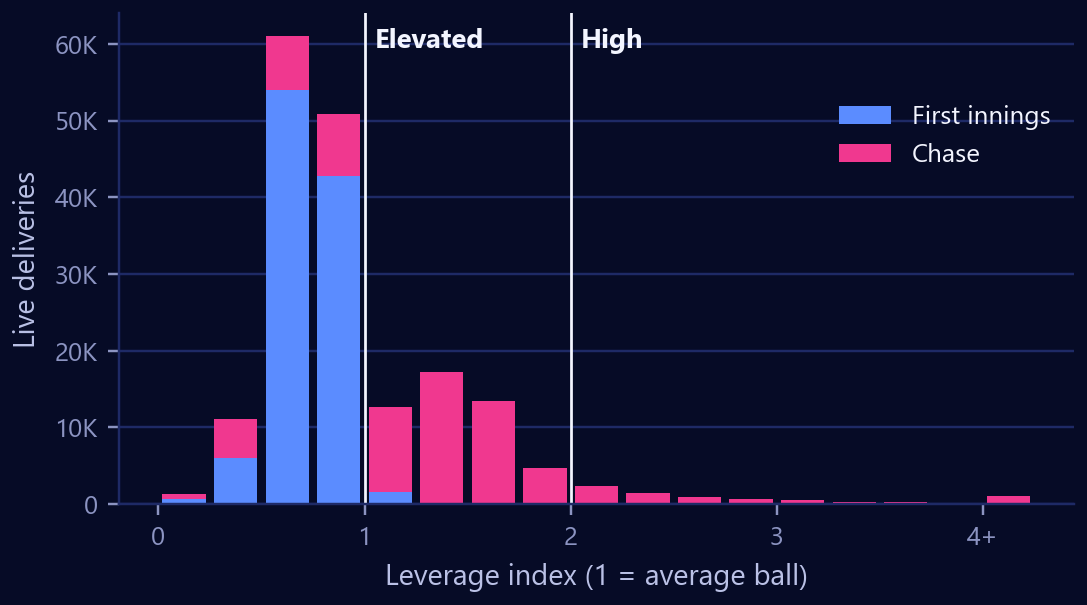 60K
50K
40K
30K
20K
10K
0
Live deliveries
Elevated
High
First innings
Chase
0 1 2 3 4+
Leverage index (1 = average ball)